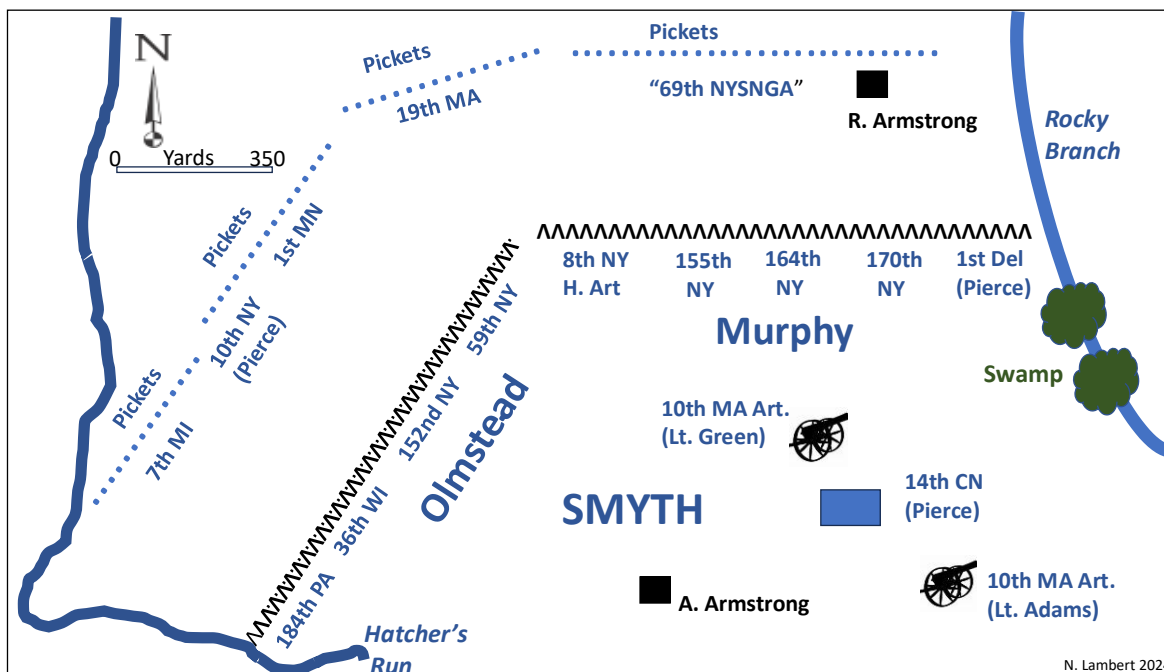 N
0 Yards 350
Pickets
19th MA
Pickets
"69th NYSNGA”
R. Armstrong
Rocky
Branch
Pickets
1st MN
Pickets
10th NY
(Pierce)
7th MI
8th NY
H. Art
155th
NY
164th
NY
170th
NY
1st Del
(Pierce)
Murphy
59th NY
152nd NY
36th WI
184th PA
Olmstead
Swamp
10th MA Art.
(Lt. Green)
SMYTH
14th CN
(Pierce)
A. Armstrong
10th MA Art.
(Lt. Adams)
Hatcher's
Run
N. Lambert 202